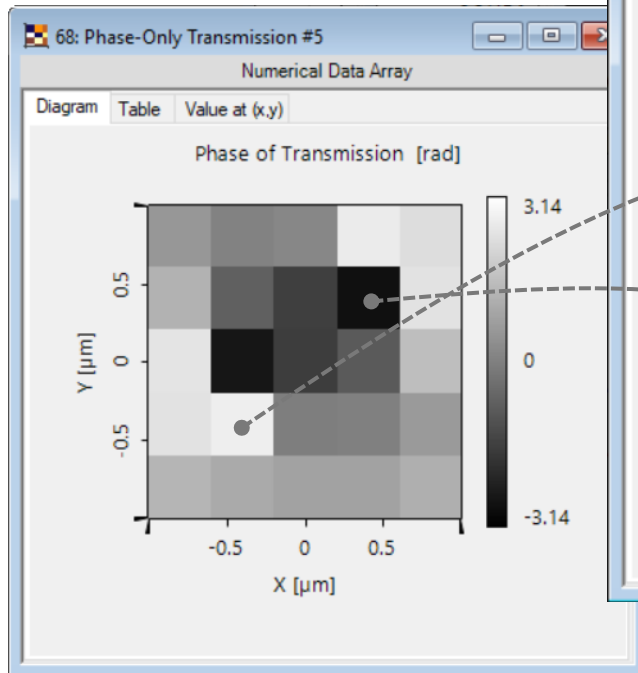 68: Phase-Only Transmission #5
Numerical Data Array
Diagram Table Value at (x,y)
Phase of Transmission [rad]
3.14
0.5
Y [µm]
0
0
-0.5
-3.14
-0.5 0 0.5
X [µm]